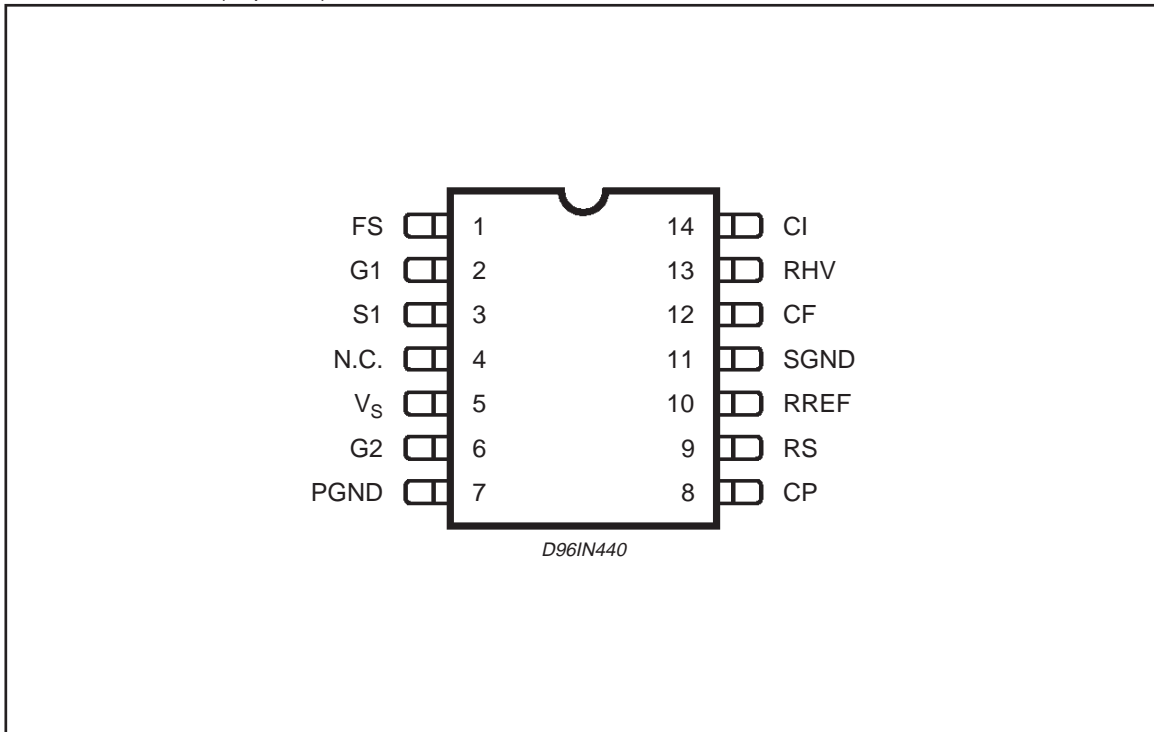 FS 1 14 CI
G1 2 13 RHV
S1 3 12 CF
N.C. 4 11 SGND
VS 5 10 RREF
G2 6 9 RS
PGND 7 8 CP
D96IN440